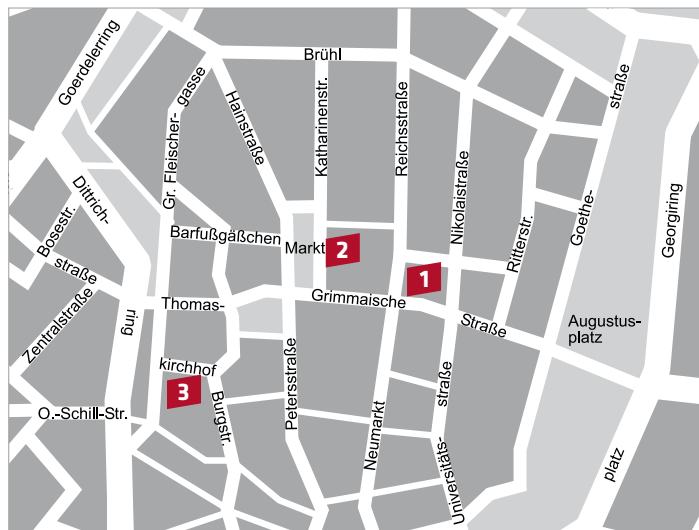 Goerdelerring
Gr. Fleischer-
gasse
Hainstraße
Brühl
Katharinenstr.
Reichsstraße
Nikolaistraße
Ritterstr.
Goethe-
straße
Georgiring
Dittrich-
ring
Bosestr.
straße
Zentralstraße
Barfußgäßchen
Markt
2
1
Thomas-
kirchhof
3
Grimmaische
Straße
Augustus-
platz
O.-Schill-Str.
Burgstr.
Petersstraße
Neumarkt
Universitäts-
straße
platz